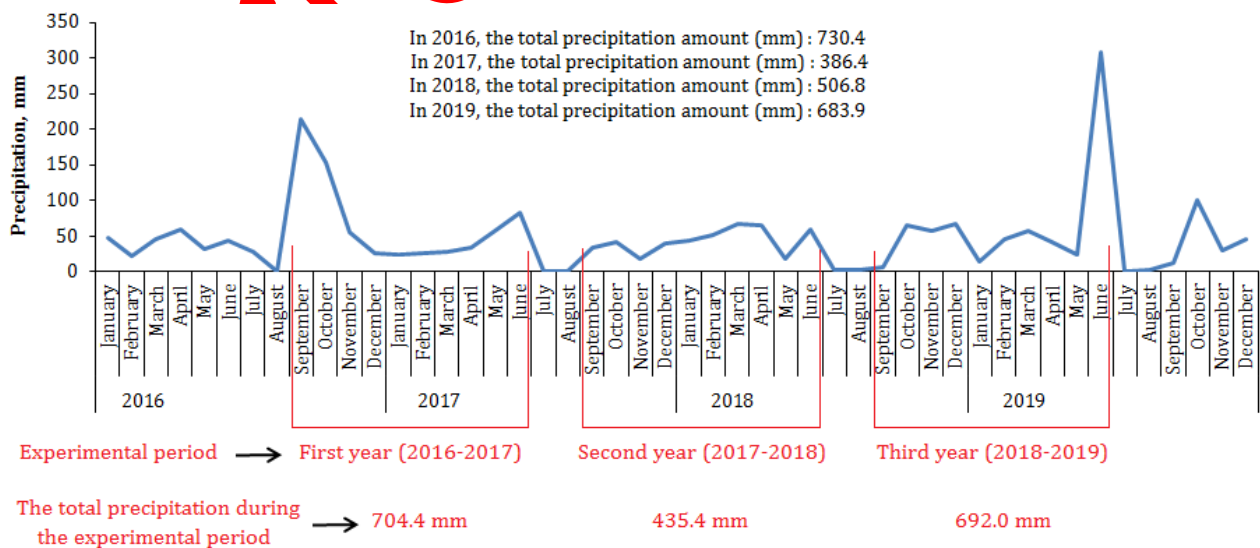 350
300
250
200
150
100
50
0
Precipitation, mm
In 2016, the total precipitation amount (mm) : 730.4
In 2017, the total precipitation amount (mm) : 386.4
In 2018, the total precipitation amount (mm) : 506.8
In 2019, the total precipitation amount (mm) : 683.9
January
February
March
April
May
June
July
August
September
October
November
December
January
February
March
April
May
June
July
August
September
October
November
December
January
February
March
April
May
June
July
August
September
October
November
December
January
February
March
April
May
June
July
August
September
October
November
December
2016
2017
2018
2019
Experimental period
First year (2016-2017)
Second year (2017-2018)
Third year (2018-2019)
The total precipitation during
the experimental period
704.4 mm
435.4 mm
692.0 mm